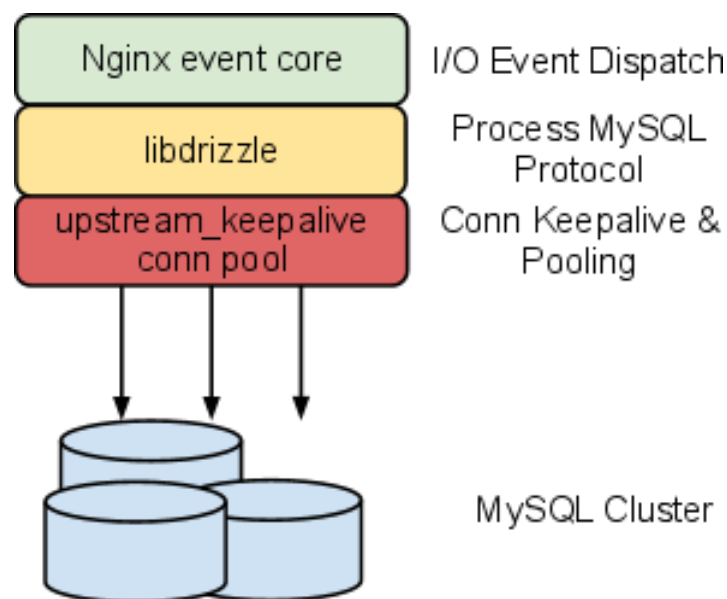 Nginx event core
I/O Event Dispatch
libdrizzle
Process MySQL
Protocol
upstream_keepalive
conn pool
Conn Keepalive &
Pooling
MySQL Cluster